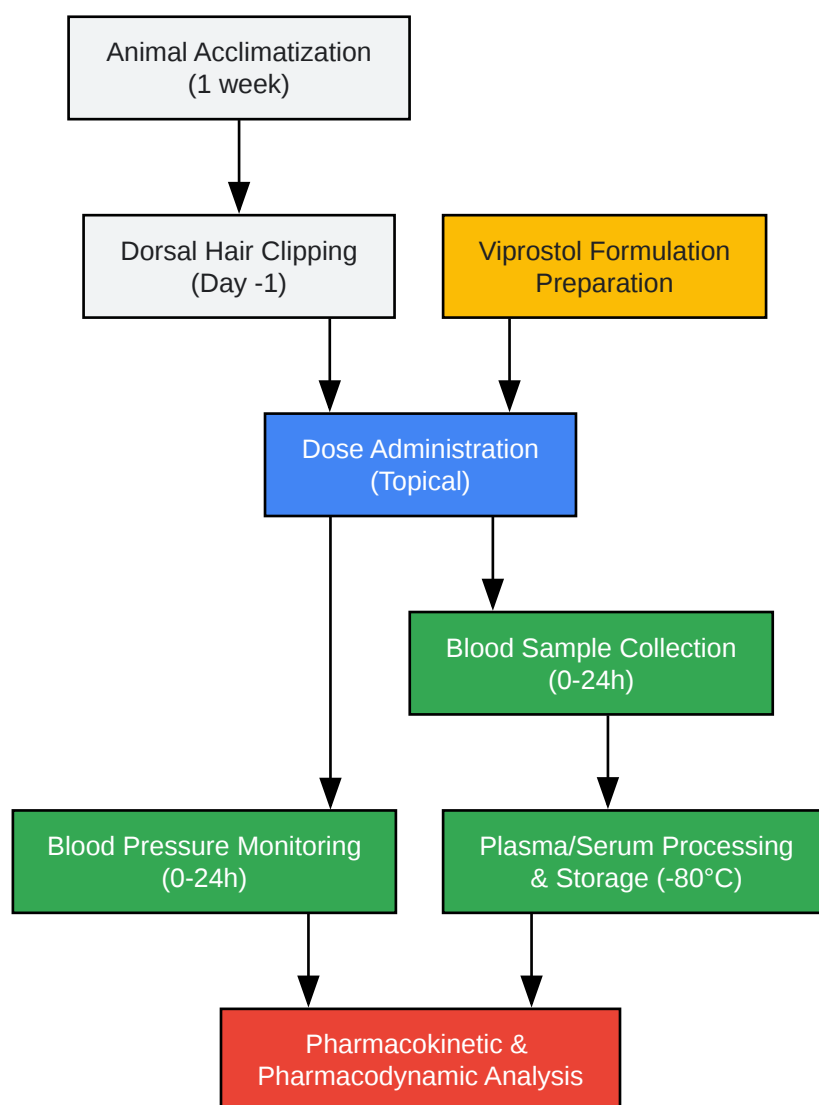 Animal Acclimatization
(1 week)
Dorsal Hair Clipping
(Day -1)
Viprostol Formulation
Preparation
Dose Administration
(Topical)
Blood Sample Collection
(0-24h)
Blood Pressure Monitoring
(0-24h)
Plasma/Serum Processing
& Storage (-80°C)
Pharmacokinetic &
Pharmacodynamic Analysis